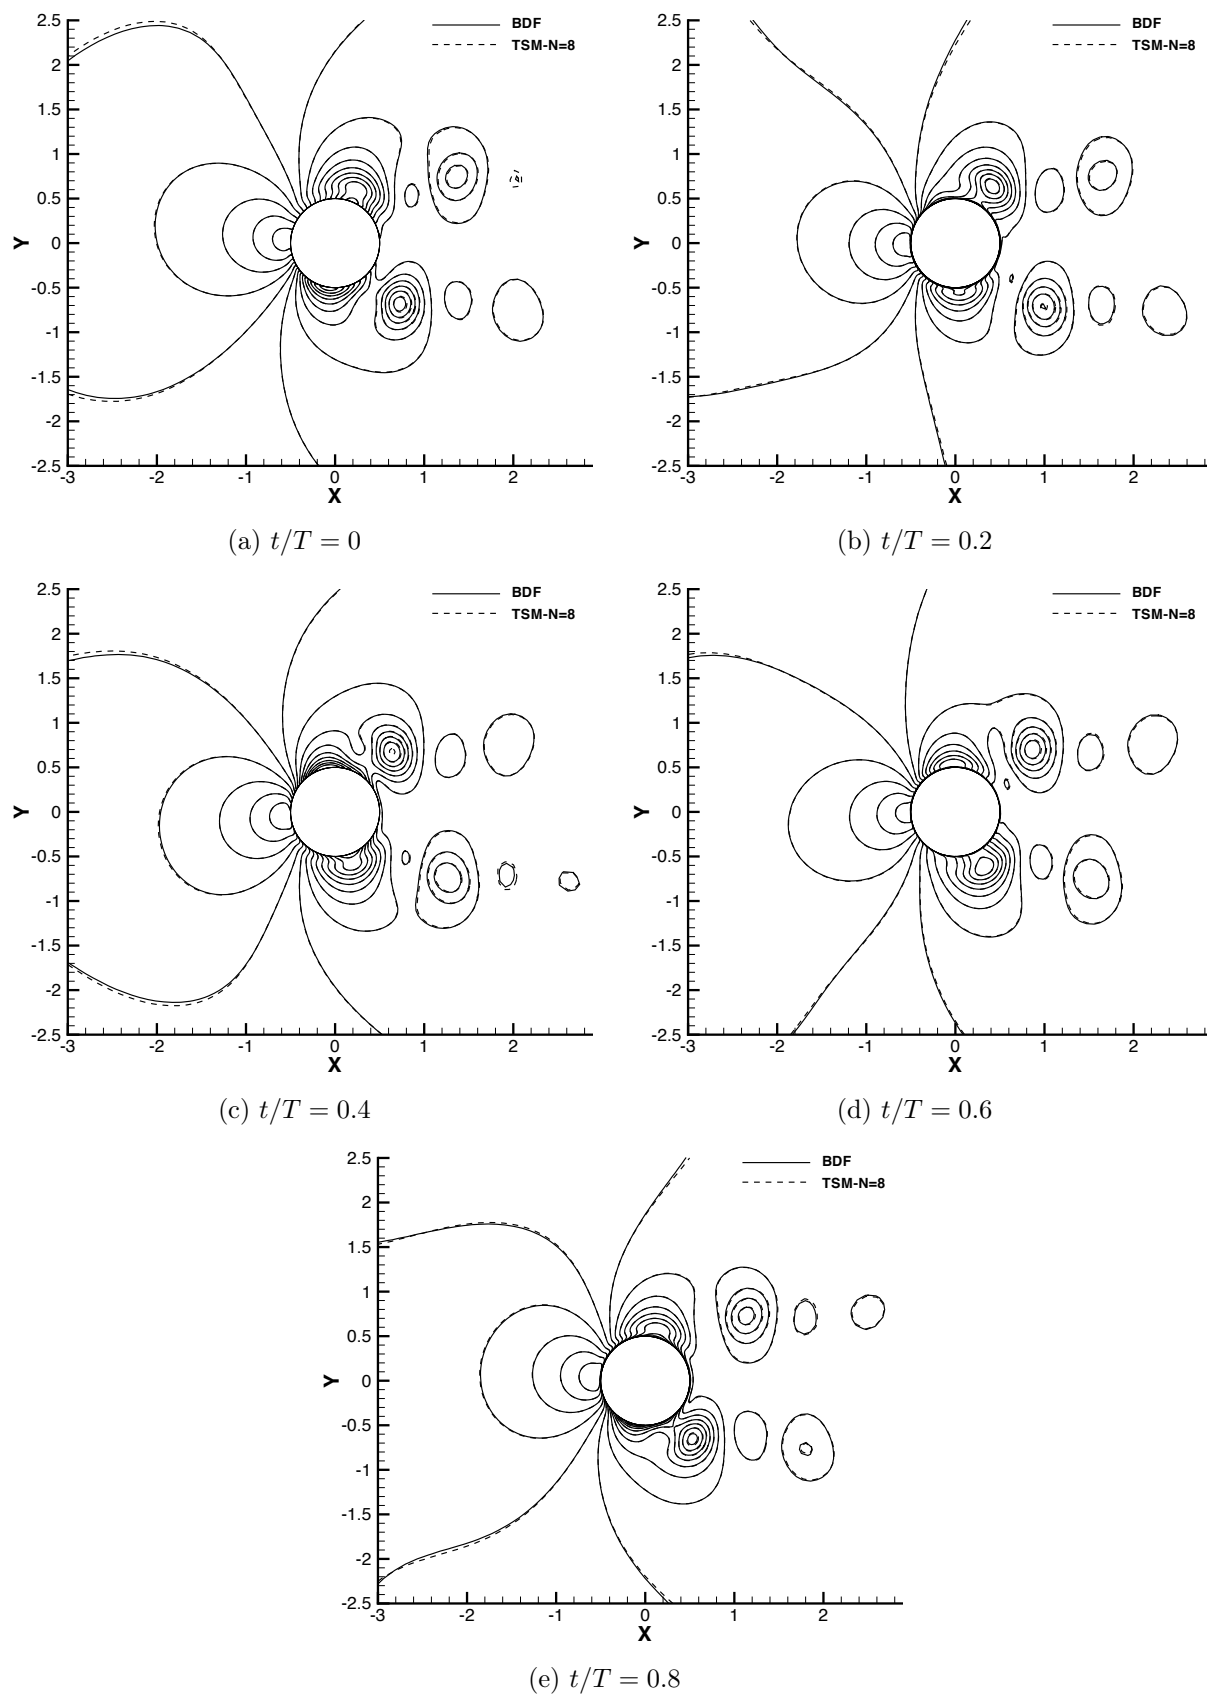 2.5
2
1.5
1
0.5
0
-0.5
-1
-1.5
-2
-2.5
Y
-3 -2 -1 0 1 2
X
BDF
TSM-N=8
(a) t/T = 0
2.5
2
1.5
1
0.5
0
-0.5
-1
-1.5
-2
-2.5
Y
-3 -2 -1 0 1 2
X
BDF
TSM-N=8
(b) t/T = 0.2
2.5
2
1.5
1
0.5
0
-0.5
-1
-1.5
-2
-2.5
Y
-3 -2 -1 0 1 2
X
BDF
TSM-N=8
(c) t/T = 0.4
2.5
2
1.5
1
0.5
0
-0.5
-1
-1.5
-2
-2.5
Y
-3 -2 -1 0 1 2
X
BDF
TSM-N=8
(d) t/T = 0.6
2.5
2
1.5
1
0.5
0
-0.5
-1
-1.5
-2
-2.5
Y
-3 -2 -1 0 1 2
X
BDF
TSM-N=8
(e) t/T = 0.8